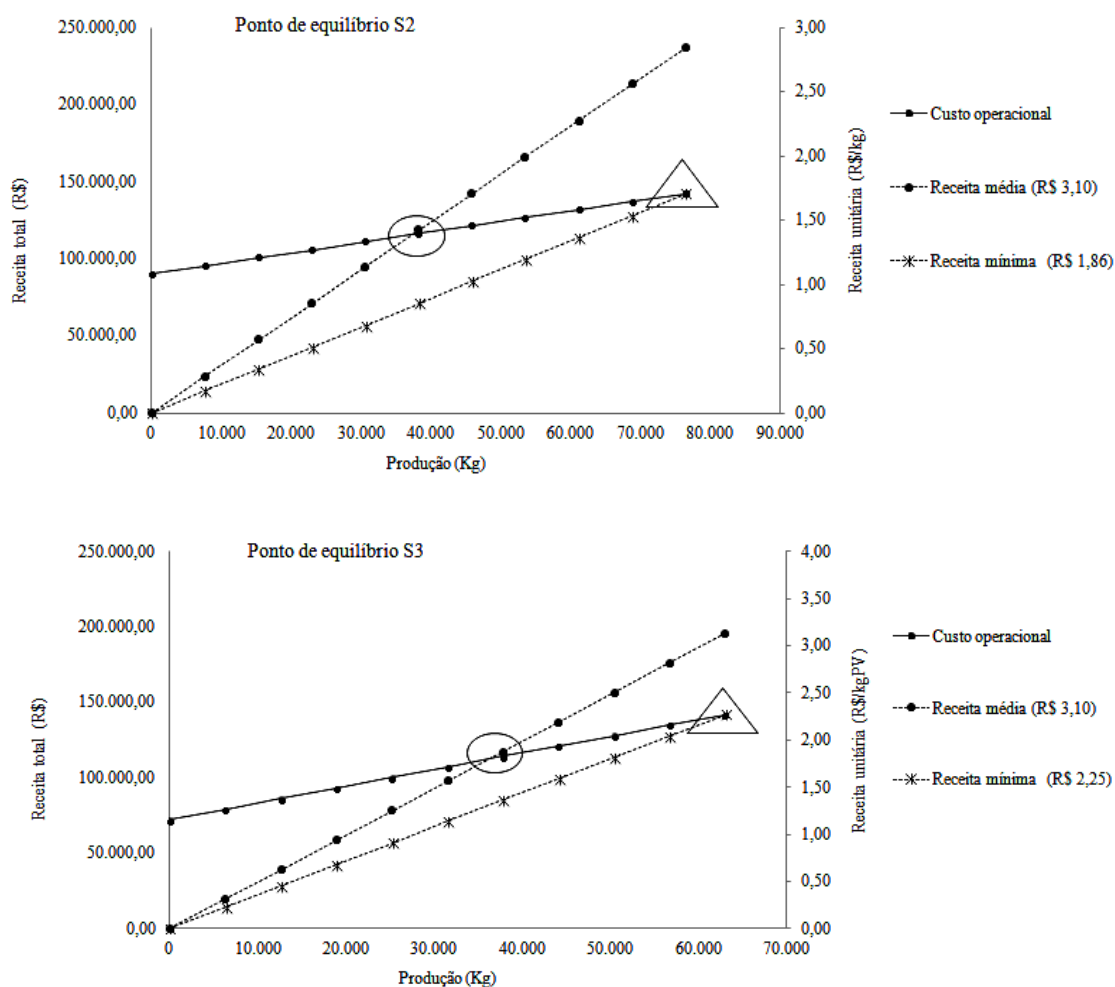 Ponto de equilíbrio S2
250.000,00
200.000,00
150.000,00
100.000,00
50.000,00
0,00
Receita total (R$)
3,00
2,50
2,00
1,50
1,00
0,50
0,00
Receita unitária (R$/kg)
0 10.000 20.000 30.000 40.000 50.000 60.000 70.000 80.000 90.000
Produção (Kg)
Custo operacional
Receita média (R$ 3,10)
Receita mínima (R$ 1,86)
Ponto de equilíbrio S3
250.000,00
200.000,00
150.000,00
100.000,00
50.000,00
0,00
Receita total (R$)
4,00
3,50
3,00
2,50
2,00
1,50
1,00
0,50
0,00
Receita unitária (R$/kgPV)
0 10.000 20.000 30.000 40.000 50.000 60.000 70.000
Produção (Kg)
Custo operacional
Receita média (R$ 3,10)
Receita mínima (R$ 2,25)